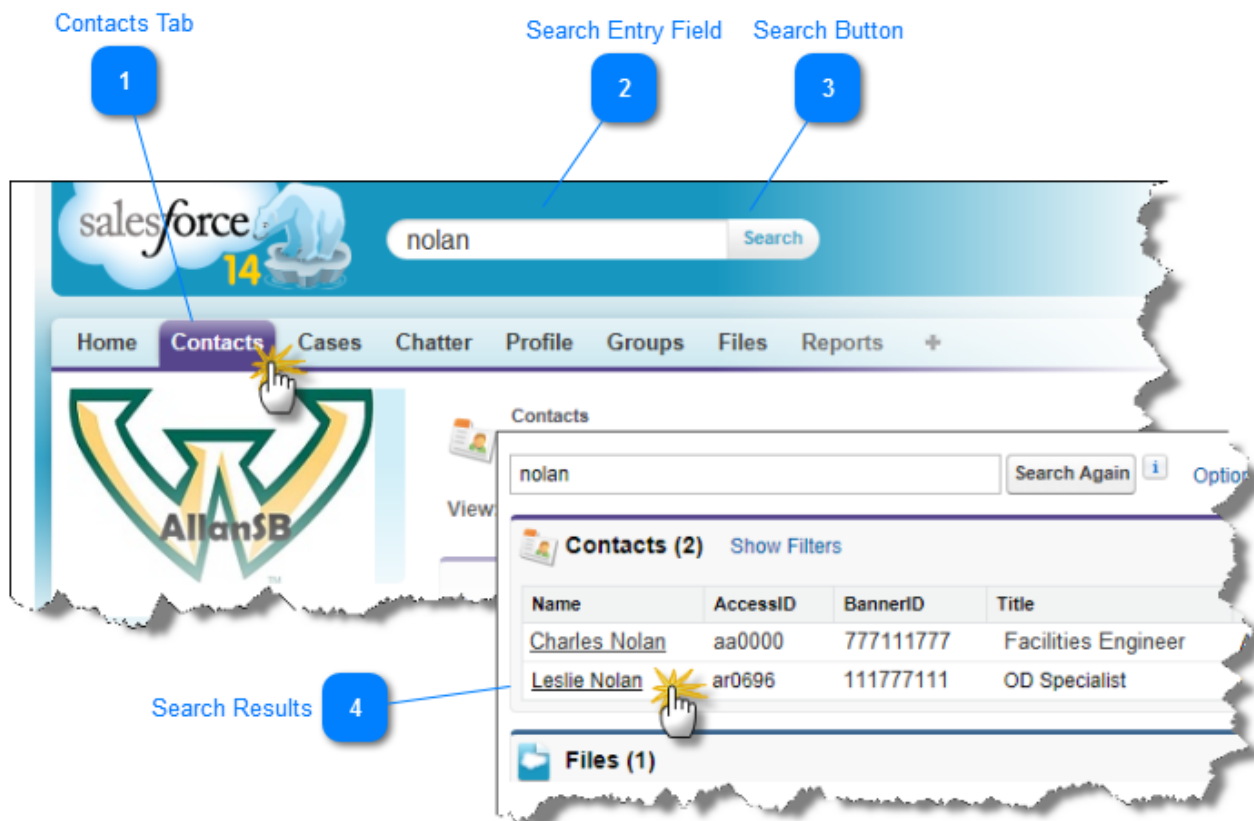 Contacts Tab
Search Entry Field
Search Button
1
2
3
salesforce
14
nolan
Search
Home Contacts Cases Chatter Profile Groups Files Reports +
AllanSB
TM
Contacts
View:
nolan
Search Again
i
Option
Contacts (2) Show Filters
Name AccessID BannerID Title
Charles Nolan aa0000 777111777 Facilities Engineer
Leslie Nolan ar0696 111777111 OD Specialist
Search Results 4
Files (1)